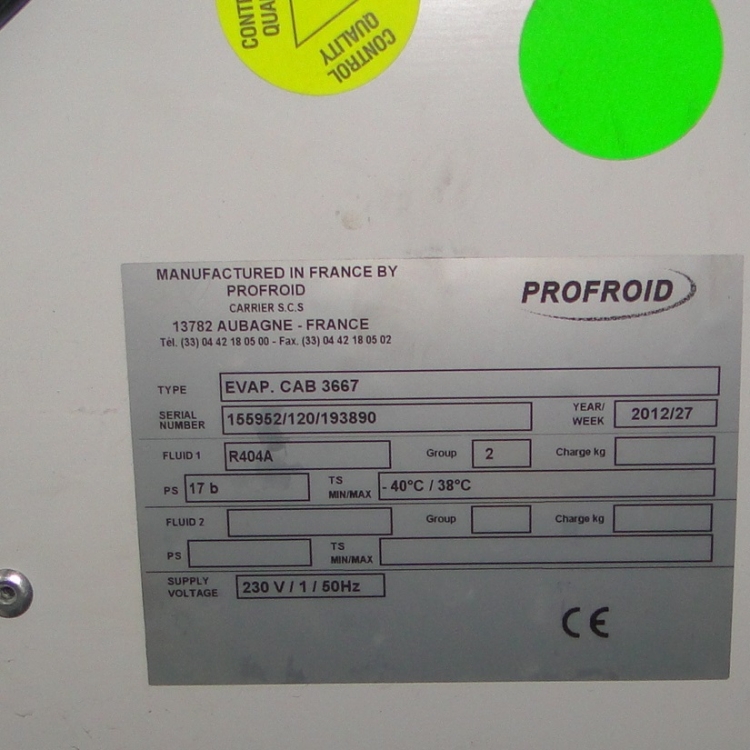 CONTROL
QUALITY
CONTROL
QUALITY
MANUFACTURED IN FRANCE BY
PROFROID
CARRIER S.C.S
13782 AUBAGNE - FRANCE
Tél. (33) 04 42 18 05 00 - Fax. (33) 04 42 18 05 02
PROFROID
TYPE EVAP. CAB 3667
SERIAL NUMBER 155952/120/193890 YEAR/ WEEK 2012/27
FLUID 1 R404A Group 2 Charge kg
PS 17 b TS MIN/MAX - 40°C / 38°C
FLUID 2 Group Charge kg
PS TS MIN/MAX
SUPPLY VOLTAGE 230 V / 1 / 50Hz
CE